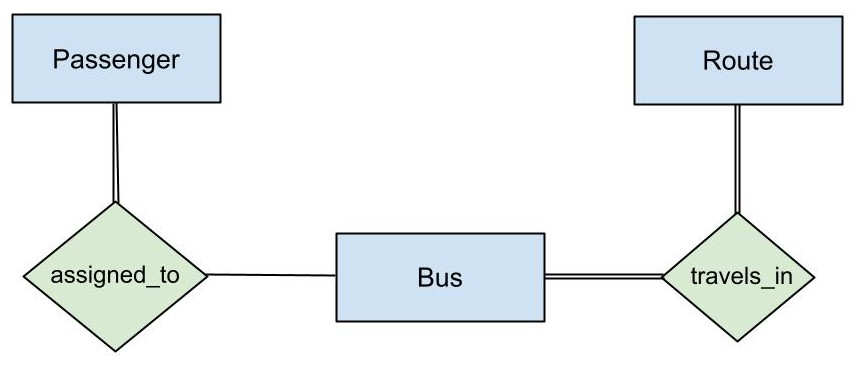 Passenger
Route
assigned_to
Bus
travels_in